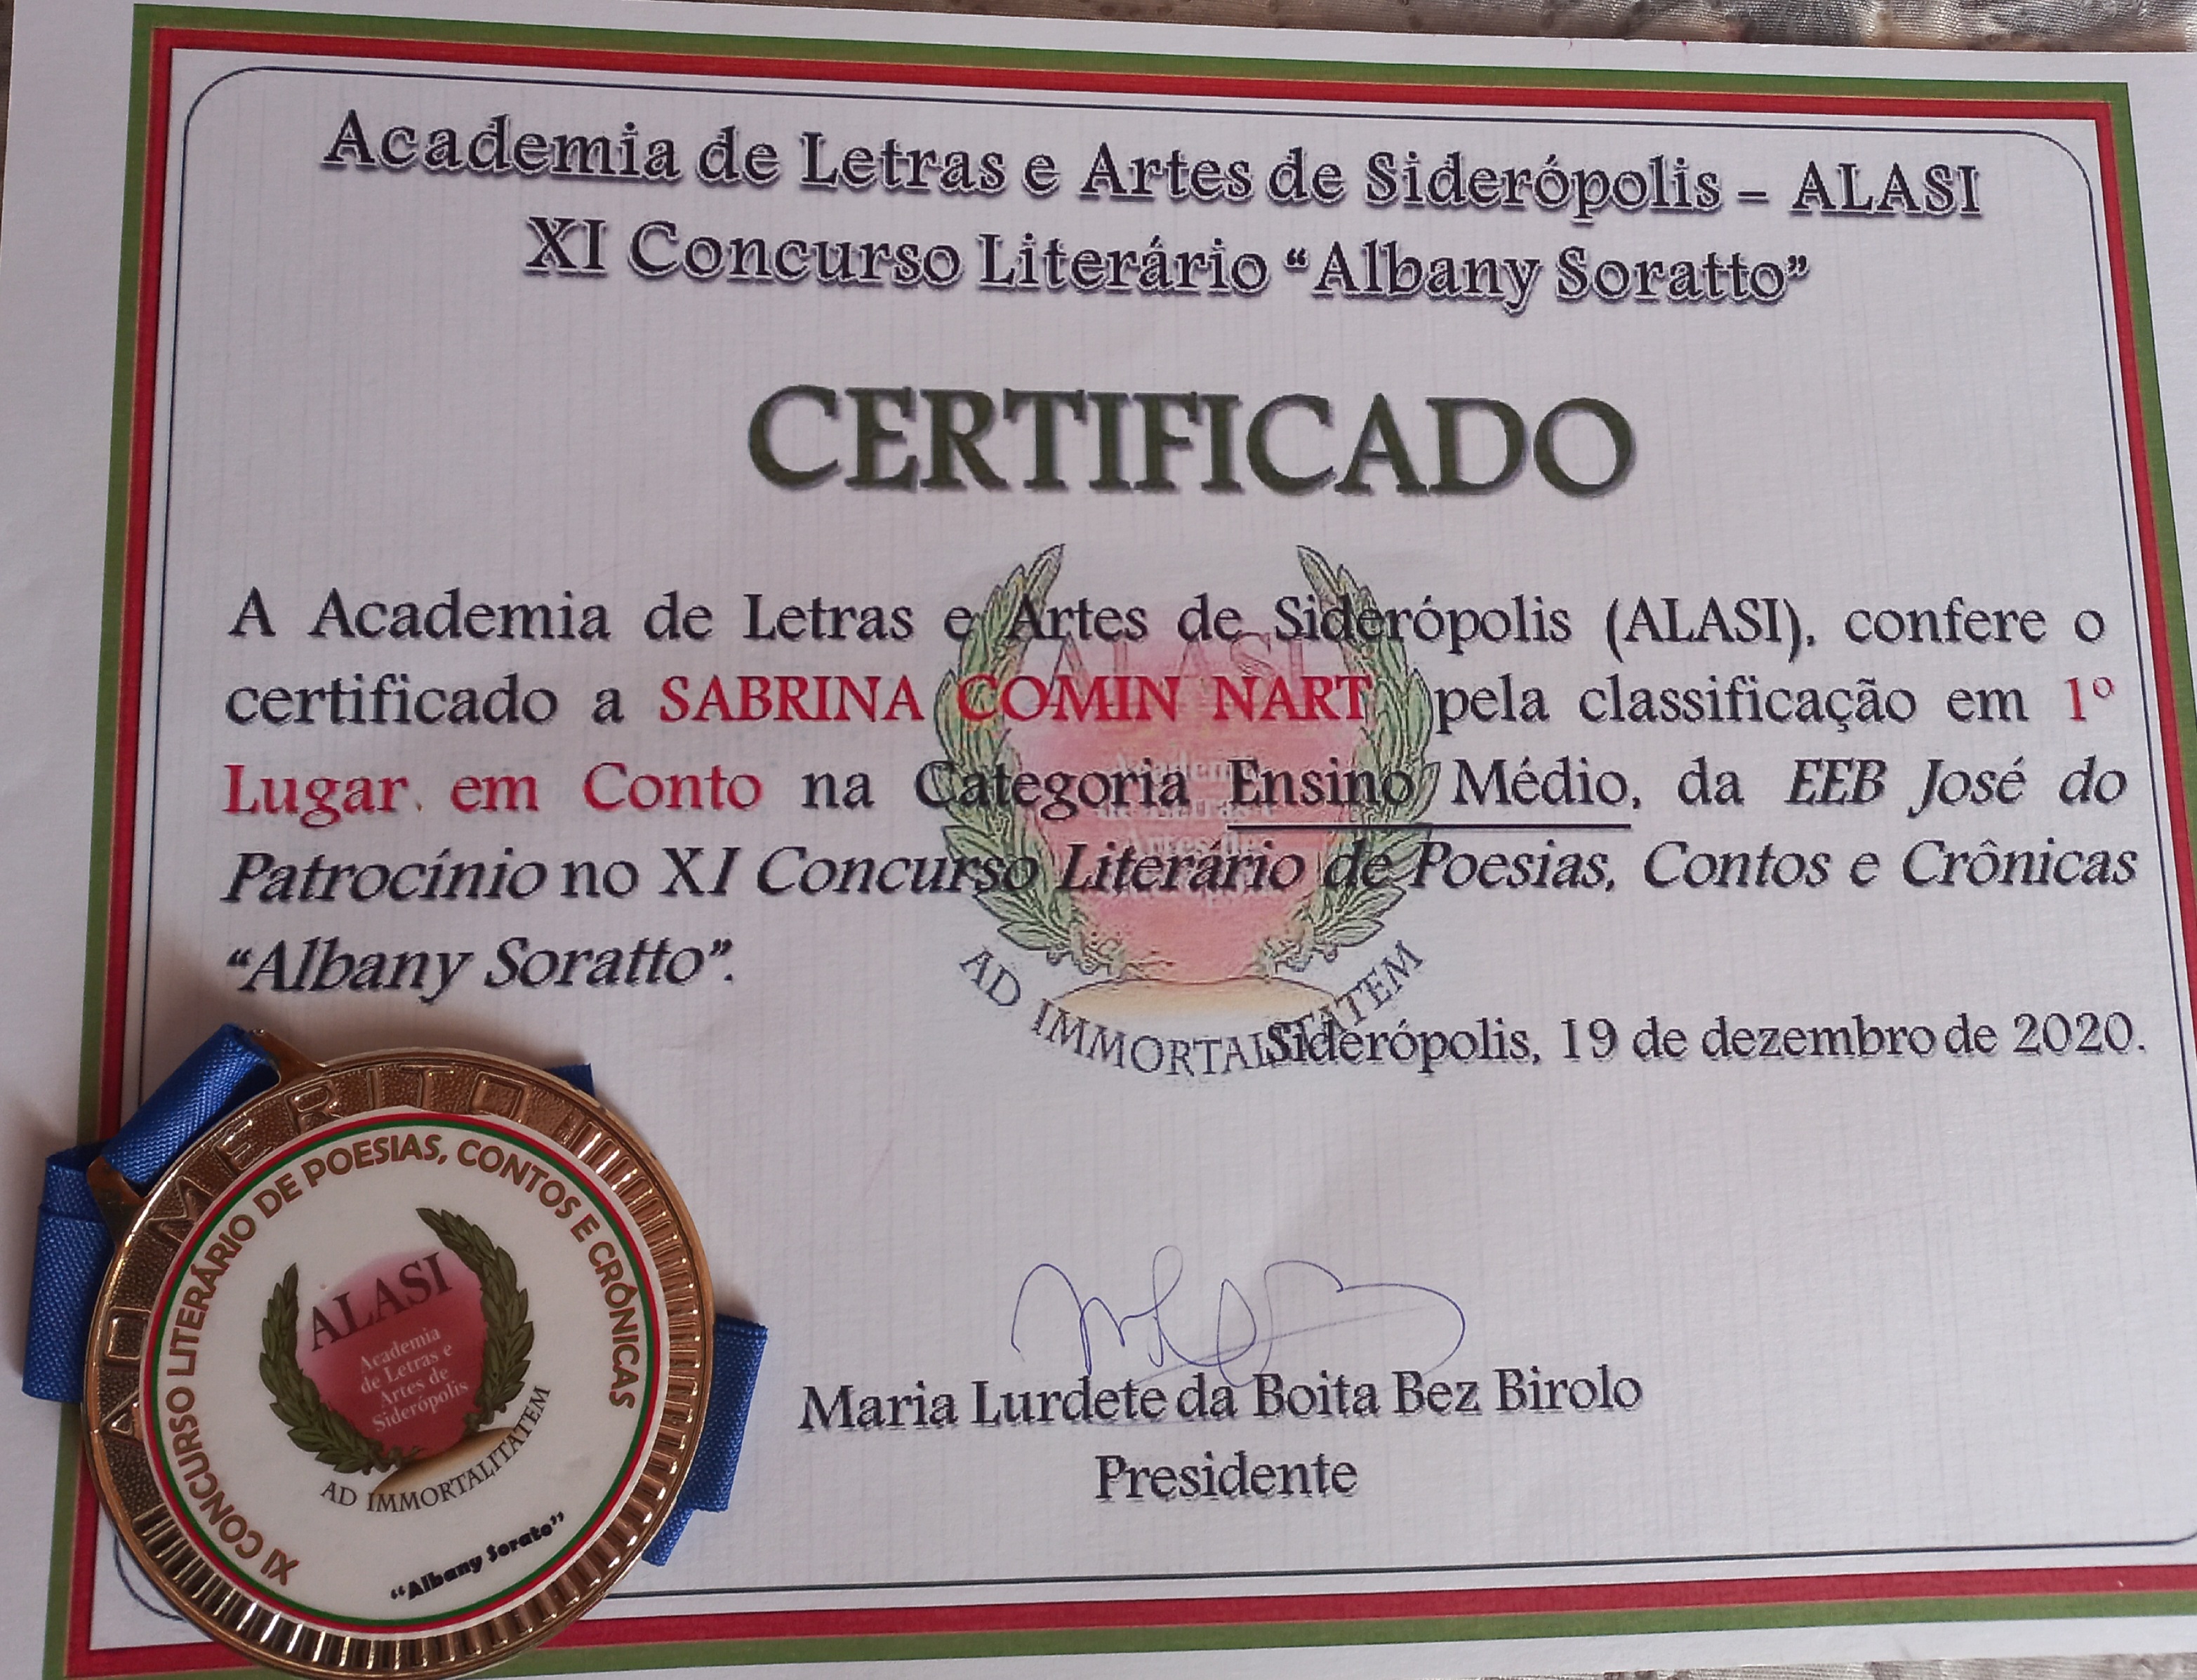 Academia de Letras e Artes de Siderópolis – ALASI
XI Concurso Literário “Albany Soratto”
CERTIFICADO
A Academia de Letras e Artes de Siderópolis (ALASI), confere o
certificado a SABRINA COMIN NART pela classificação em 1º
Lugar em Conto na Categoria Ensino Médio, da EEB José do
Patrocínio no XI Concurso Literário de Poesias, Contos e Crônicas
“Albany Soratto”.
ALASI
Academia
de Letras e
Artes de
AD IMMORTALITATEM
Siderópolis, 19 de dezembro de 2020.
Maria Lurdete da Boita Bez Birolo
Presidente
AD MERITO
XI CONCURSO LITERÁRIO DE POESIAS, CONTOS E CRÔNICAS
ALASI
Academia
de Letras e
Artes de
Siderópolis
AD IMMORTALITATEM
“Albany Sorato”